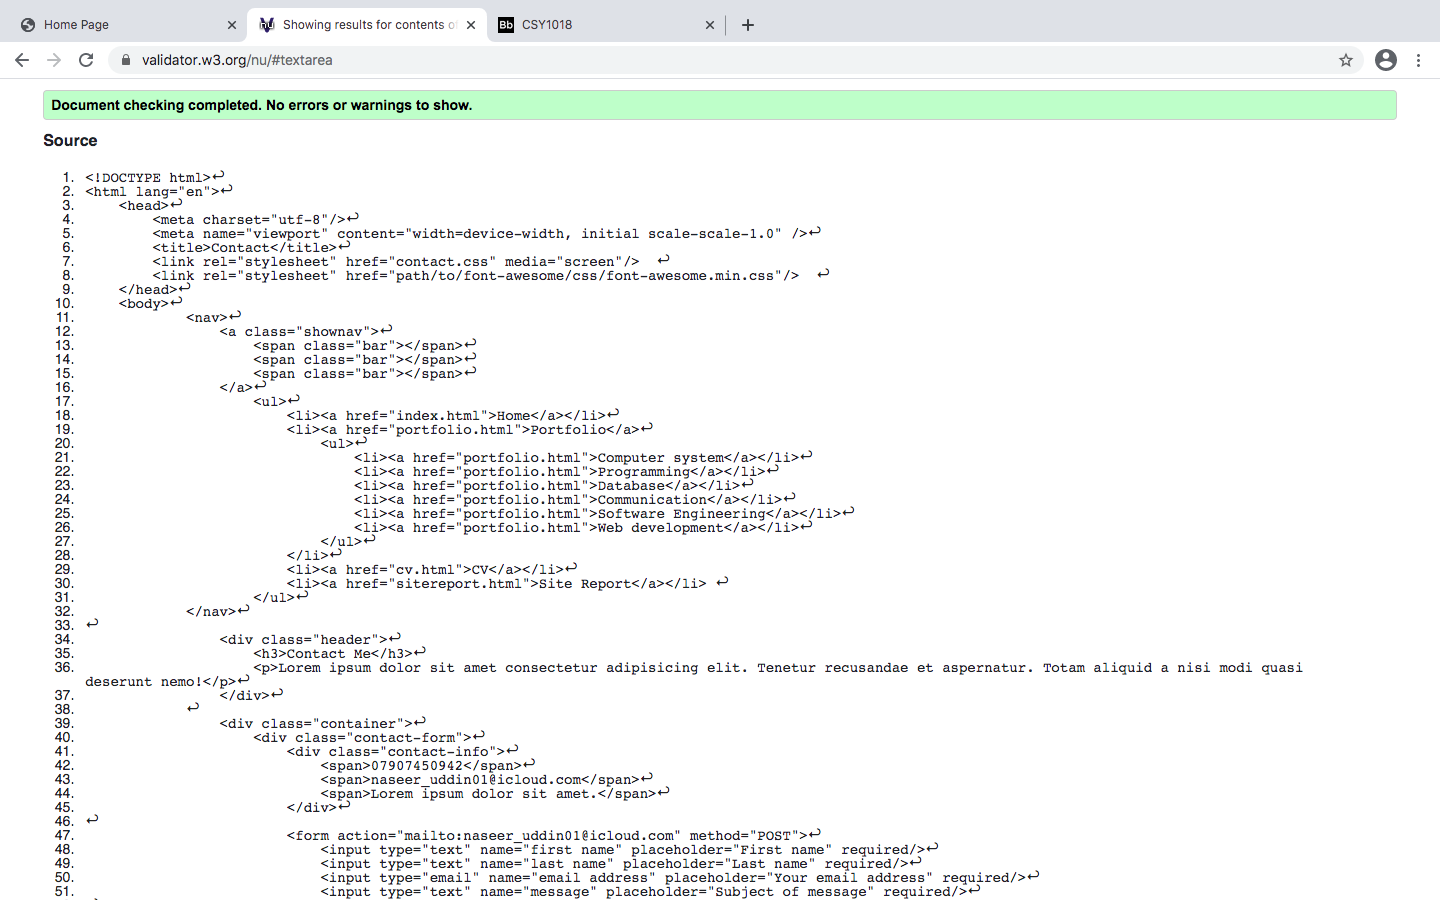 Home Page
Showing results for contents of
CSY1018
validator.w3.org/nu/#textarea
Document checking completed. No errors or warnings to show.
Source
1. <!DOCTYPE html>↩
2. <html lang="en">↩
3. <head>↩
4. <meta charset="utf-8"/>↩
5. <meta name="viewport" content="width=device-width, initial scale-scale-1.0" />↩
6. <title>Contact</title>↩
7. <link rel="stylesheet" href="contact.css" media="screen"/> ↩
8. <link rel="stylesheet" href="path/to/font-awesome/css/font-awesome.min.css"/> ↩
9. </head>↩
10. <body>↩
11. <nav>↩
12. <a class="shownav">↩
13. <span class="bar"></span>↩
14. <span class="bar"></span>↩
15. <span class="bar"></span>↩
16. </a>↩
17. <ul>↩
18. <li><a href="index.html">Home</a></li>↩
19. <li><a href="portfolio.html">Portfolio</a>↩
20. <ul>↩
21. <li><a href="portfolio.html">Computer system</a></li>↩
22. <li><a href="portfolio.html">Programming</a></li>↩
23. <li><a href="portfolio.html">Database</a></li>↩
24. <li><a href="portfolio.html">Communication</a></li>↩
25. <li><a href="portfolio.html">Software Engineering</a></li>↩
26. <li><a href="portfolio.html">Web development</a></li>↩
27. </ul>↩
28. </li>↩
29. <li><a href="cv.html">CV</a></li>↩
30. <li><a href="sitereport.html">Site Report</a></li> ↩
31. </ul>↩
32. </nav>↩
33. ↩
34. <div class="header">↩
35. <h3>Contact Me</h3>↩
36. <p>Lorem ipsum dolor sit amet consectetur adipisicing elit. Tenetur recusandae et aspernatur. Totam aliquid a nisi modi quasi
deserunt nemo!</p>↩
37. </div>↩
38. ↩
39. <div class="container">↩
40. <div class="contact-form">↩
41. <div class="contact-info">↩
42. <span>07907450942</span>↩
43. <span>naseer_uddin01@icloud.com</span>↩
44. <span>Lorem ipsum dolor sit amet.</span>↩
45. </div>↩
46. ↩
47. <form action="mailto:naseer_uddin01@icloud.com" method="POST">↩
48. <input type="text" name="first name" placeholder="First name" required/>↩
49. <input type="text" name="last name" placeholder="Last name" required/>↩
50. <input type="email" name="email address" placeholder="Your email address" required/>↩
51. <input type="text" name="message" placeholder="Subject of message" required/>↩